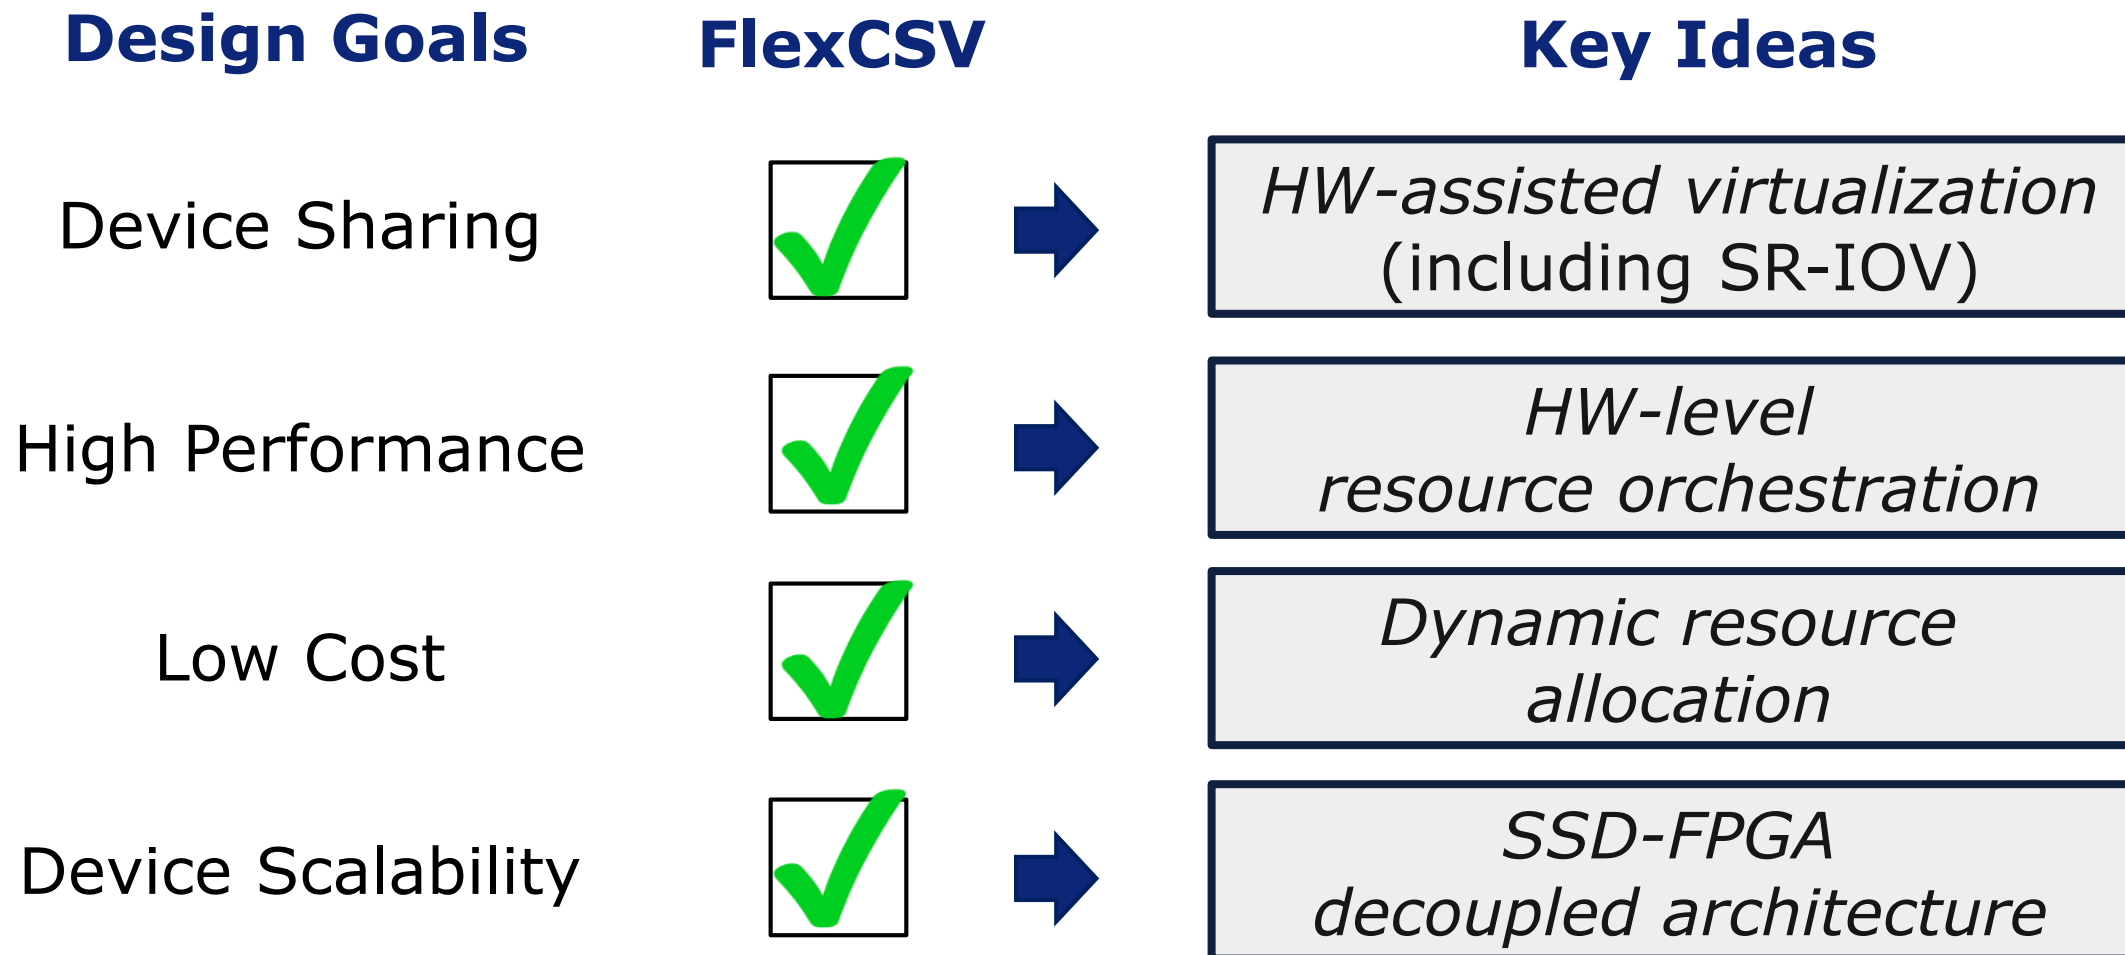 Design Goals FlexCSV Key Ideas
Device Sharing
HW-assisted virtualization
(including SR-IOV)
High Performance
HW-level
resource orchestration
Low Cost
Dynamic resource
allocation
Device Scalability
SSD-FPGA
decoupled architecture